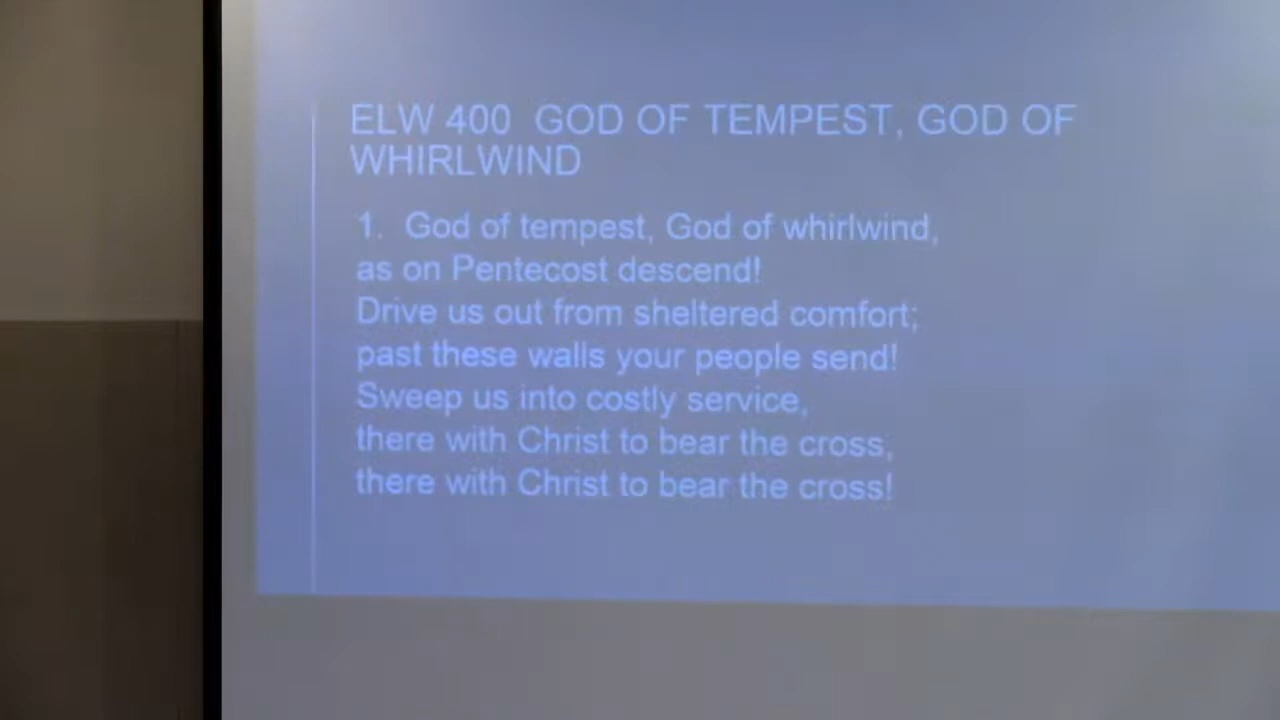 ELW 400 GOD OF TEMPEST, GOD OF
WHIRLWIND
1. God of tempest, God of whirlwind,
as on Pentecost descend!
Drive us out from sheltered comfort;
past these walls your people send!
Sweep us into costly service,
there with Christ to bear the cross,
there with Christ to bear the cross!